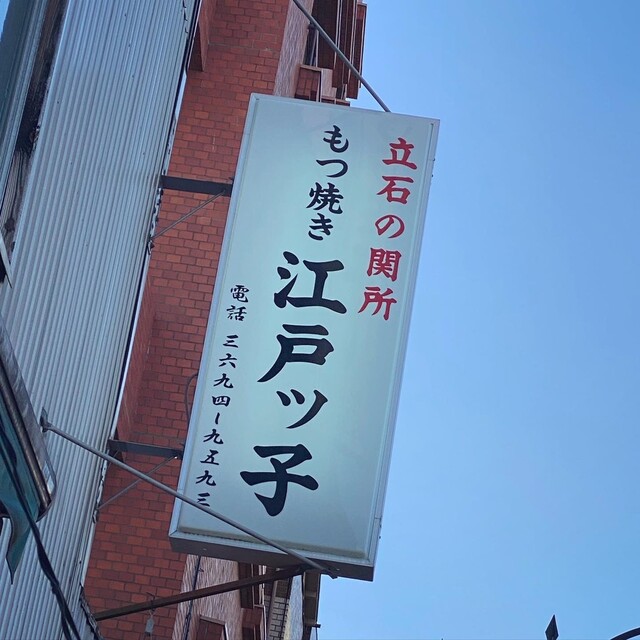 立石の関所
もつ焼き 江戸ッ子
電話 三六九四ー九五九三